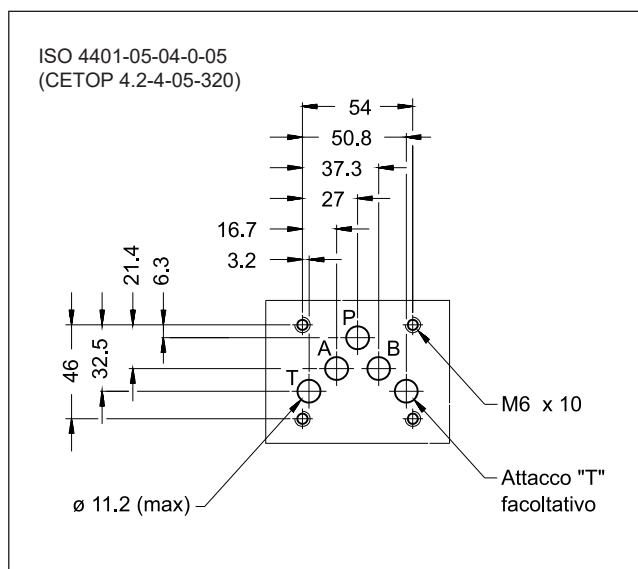 ISO 4401-05-04-0-05
(CETOP 4.2-4-05-320)
54
50.8
37.3
27
16.7
3.2
21.4
6.3
46
32.5
P
A
B
T
M6 x 10
ø 11.2 (max)
Attacco "T"
facoltativo